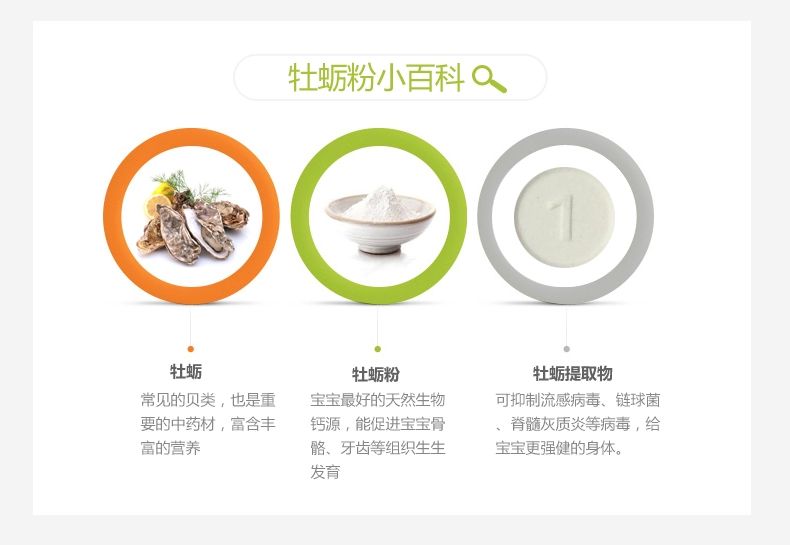 牡蛎粉小百科
1
牡蛎
常见的贝类，也是重
要的中药材，富含丰
富的营养
牡蛎粉
宝宝最好的天然生物
钙源，能促进宝宝骨
骼、牙齿等组织生生
发育
牡蛎提取物
可抑制流感病毒、链球菌
、脊髓灰质炎等病毒，给
宝宝更强健的身体。